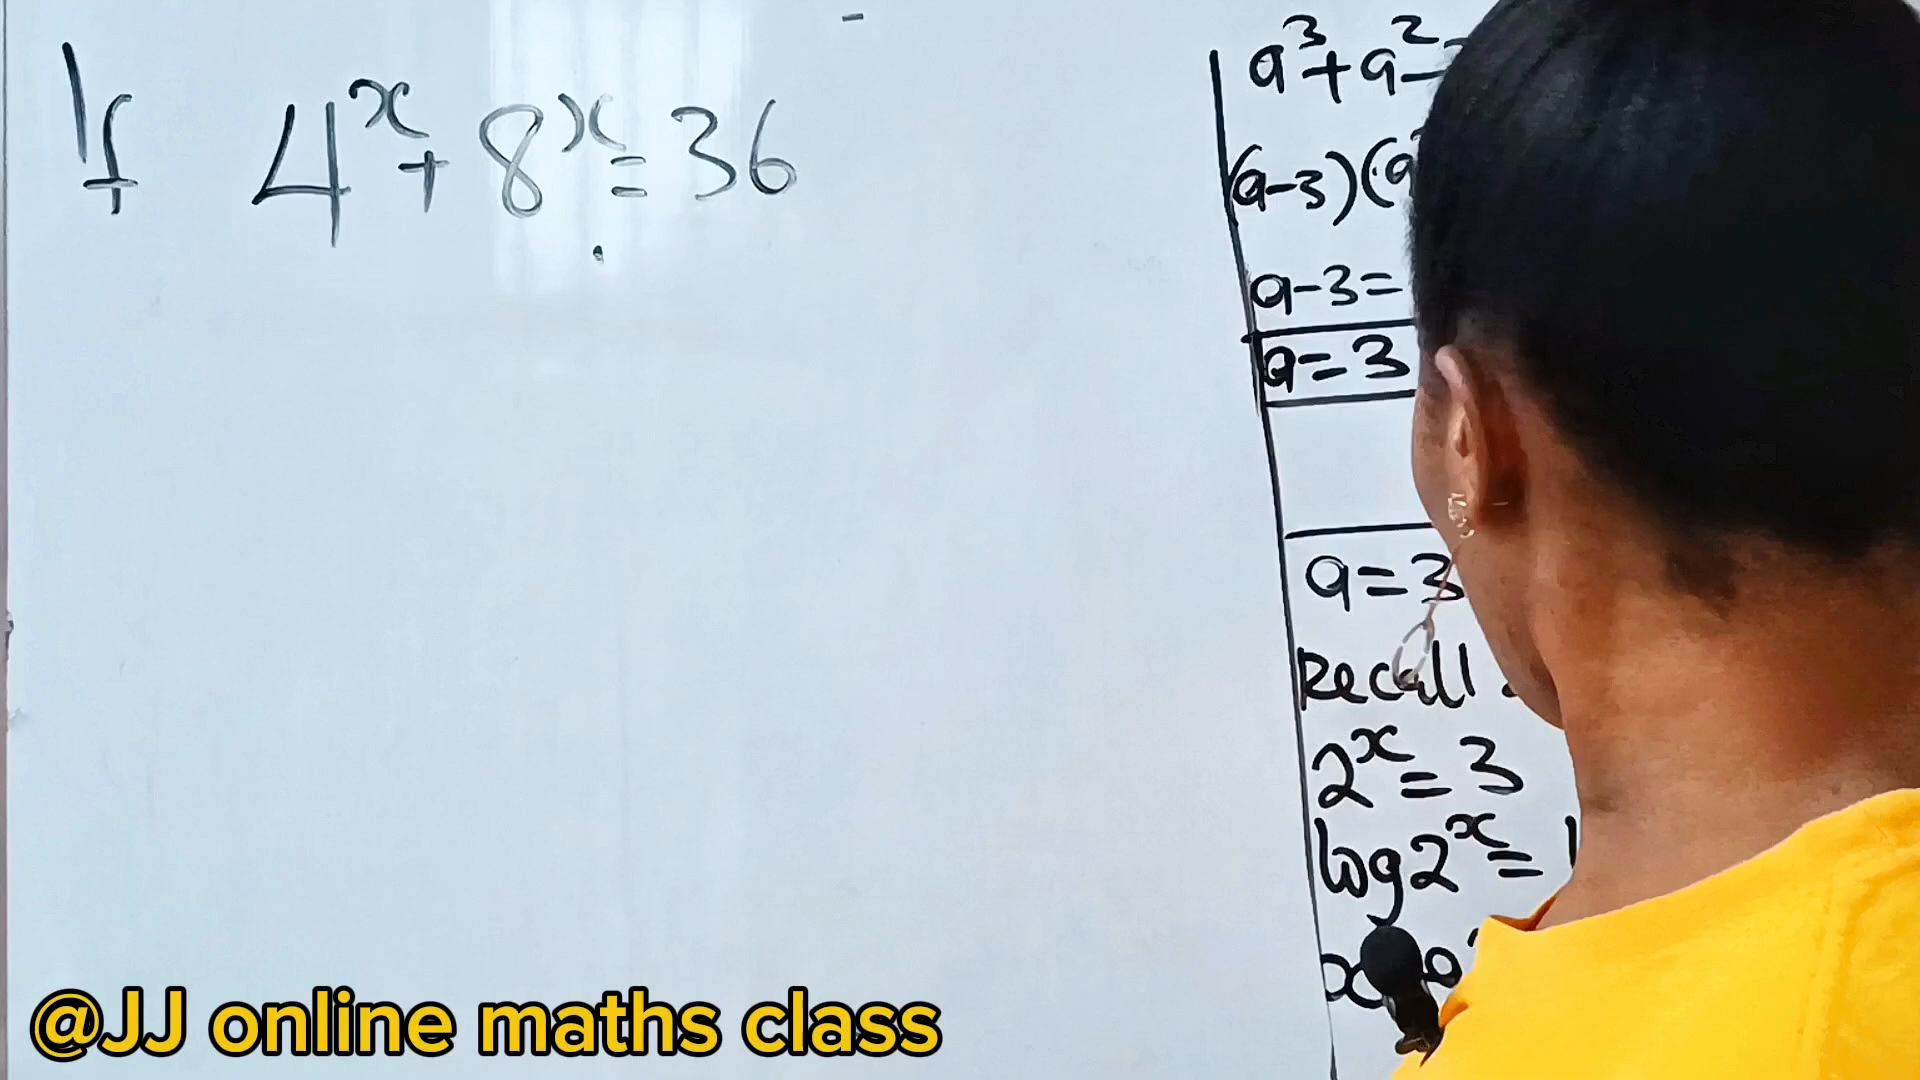 If 4^x + 8^x = 36
a³ + a² -
(a-3)(a
a-3=
a=3
a=3
Recall
2^x = 3
log2^x =
x
@JJ online maths class